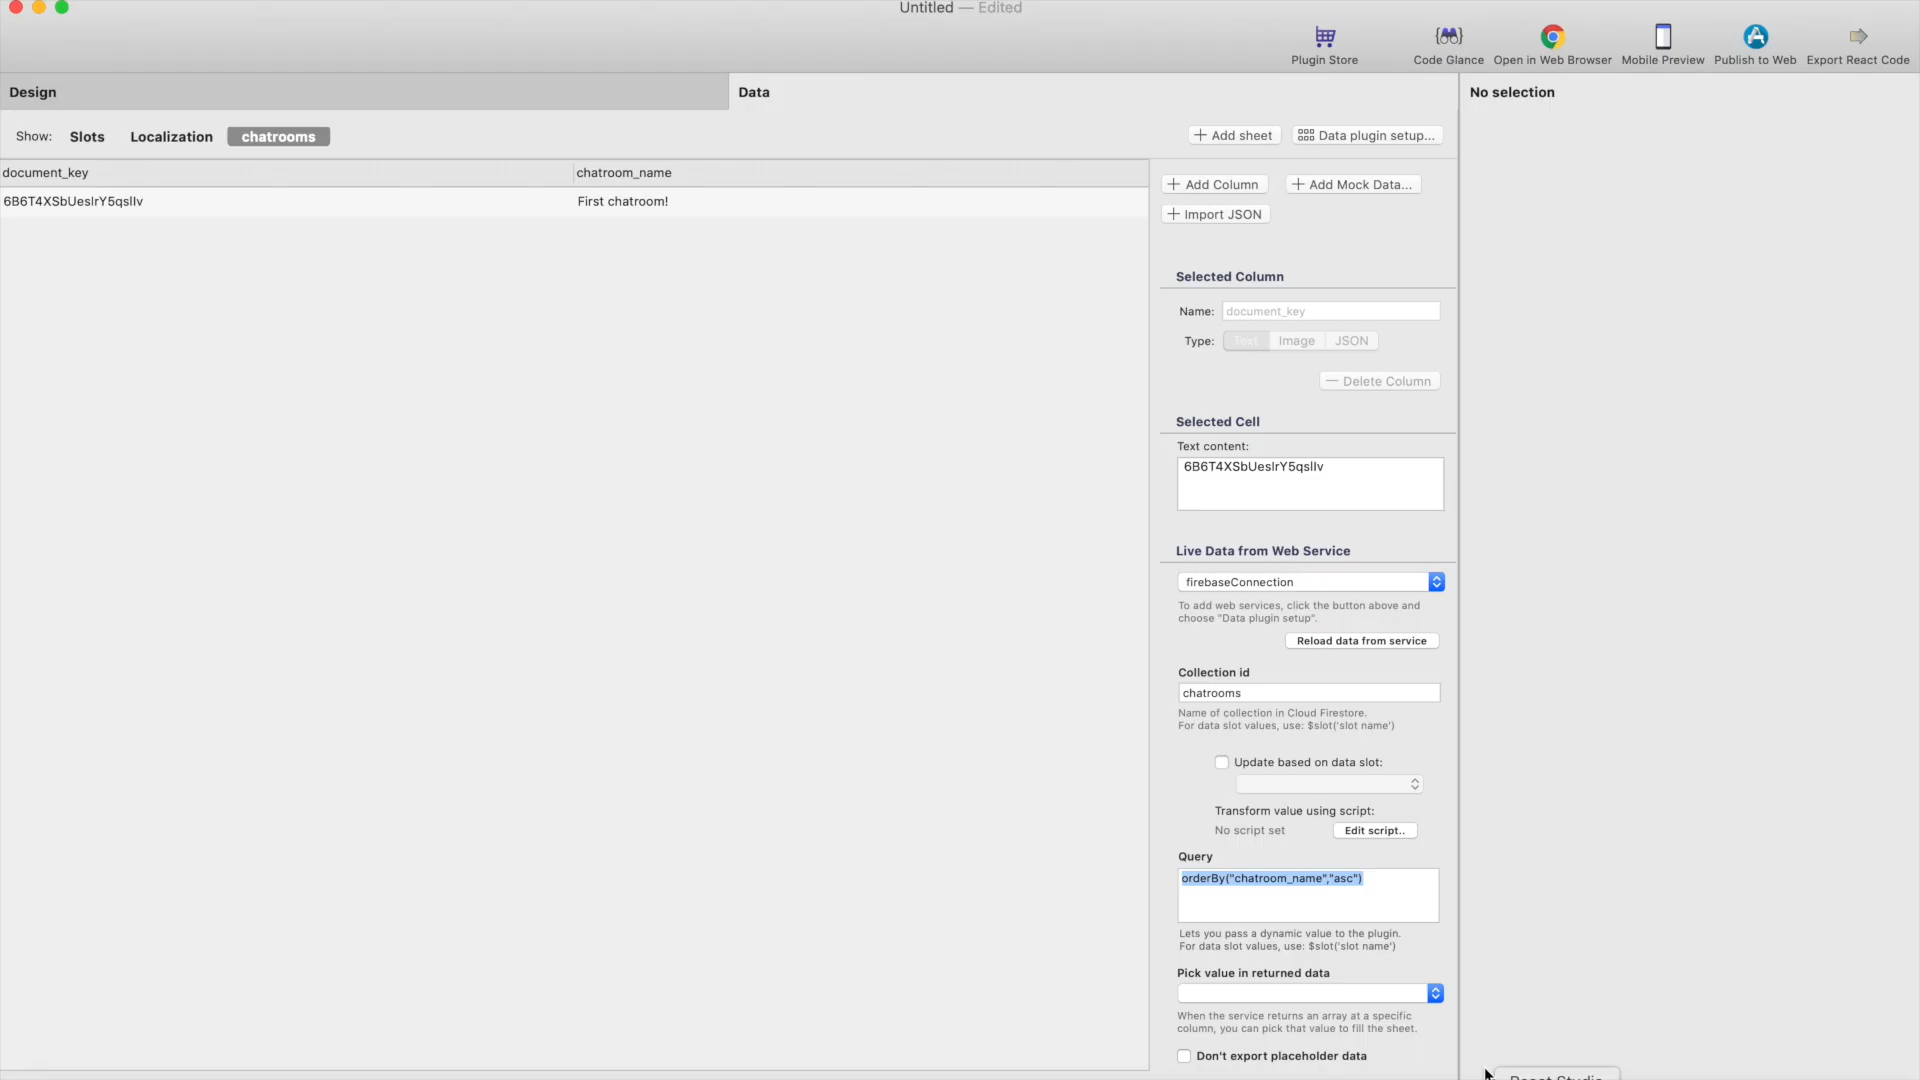 Untitled — Edited
Plugin Store
Code Glance
Open in Web Browser
Mobile Preview
Publish to Web
Export React Code
Design
Data
No selection
Show:
Slots
Localization
chatrooms
Add sheet
Data plugin setup...
document_key
chatroom_name
6B6T4XSbUeslrY5qsllv
First chatroom!
Add Column
Add Mock Data...
Import JSON
Selected Column
Name:
document_key
Type:
Text
Image
JSON
Delete Column
Selected Cell
Text content:
6B6T4XSbUeslrY5qsllv
Live Data from Web Service
firebaseConnection
To add web services, click the button above and
choose "Data plugin setup".
Reload data from service
Collection id
chatrooms
Name of collection in Cloud Firestore.
For data slot values, use: $slot('slot name')
Update based on data slot:
Transform value using script:
No script set
Edit script..
Query
orderBy("chatroom_name","asc")
Lets you pass a dynamic value to the plugin.
For data slot values, use: $slot('slot name')
Pick value in returned data
When the service returns an array at a specific
column, you can pick that value to fill the sheet.
Don't export placeholder data
React Studio